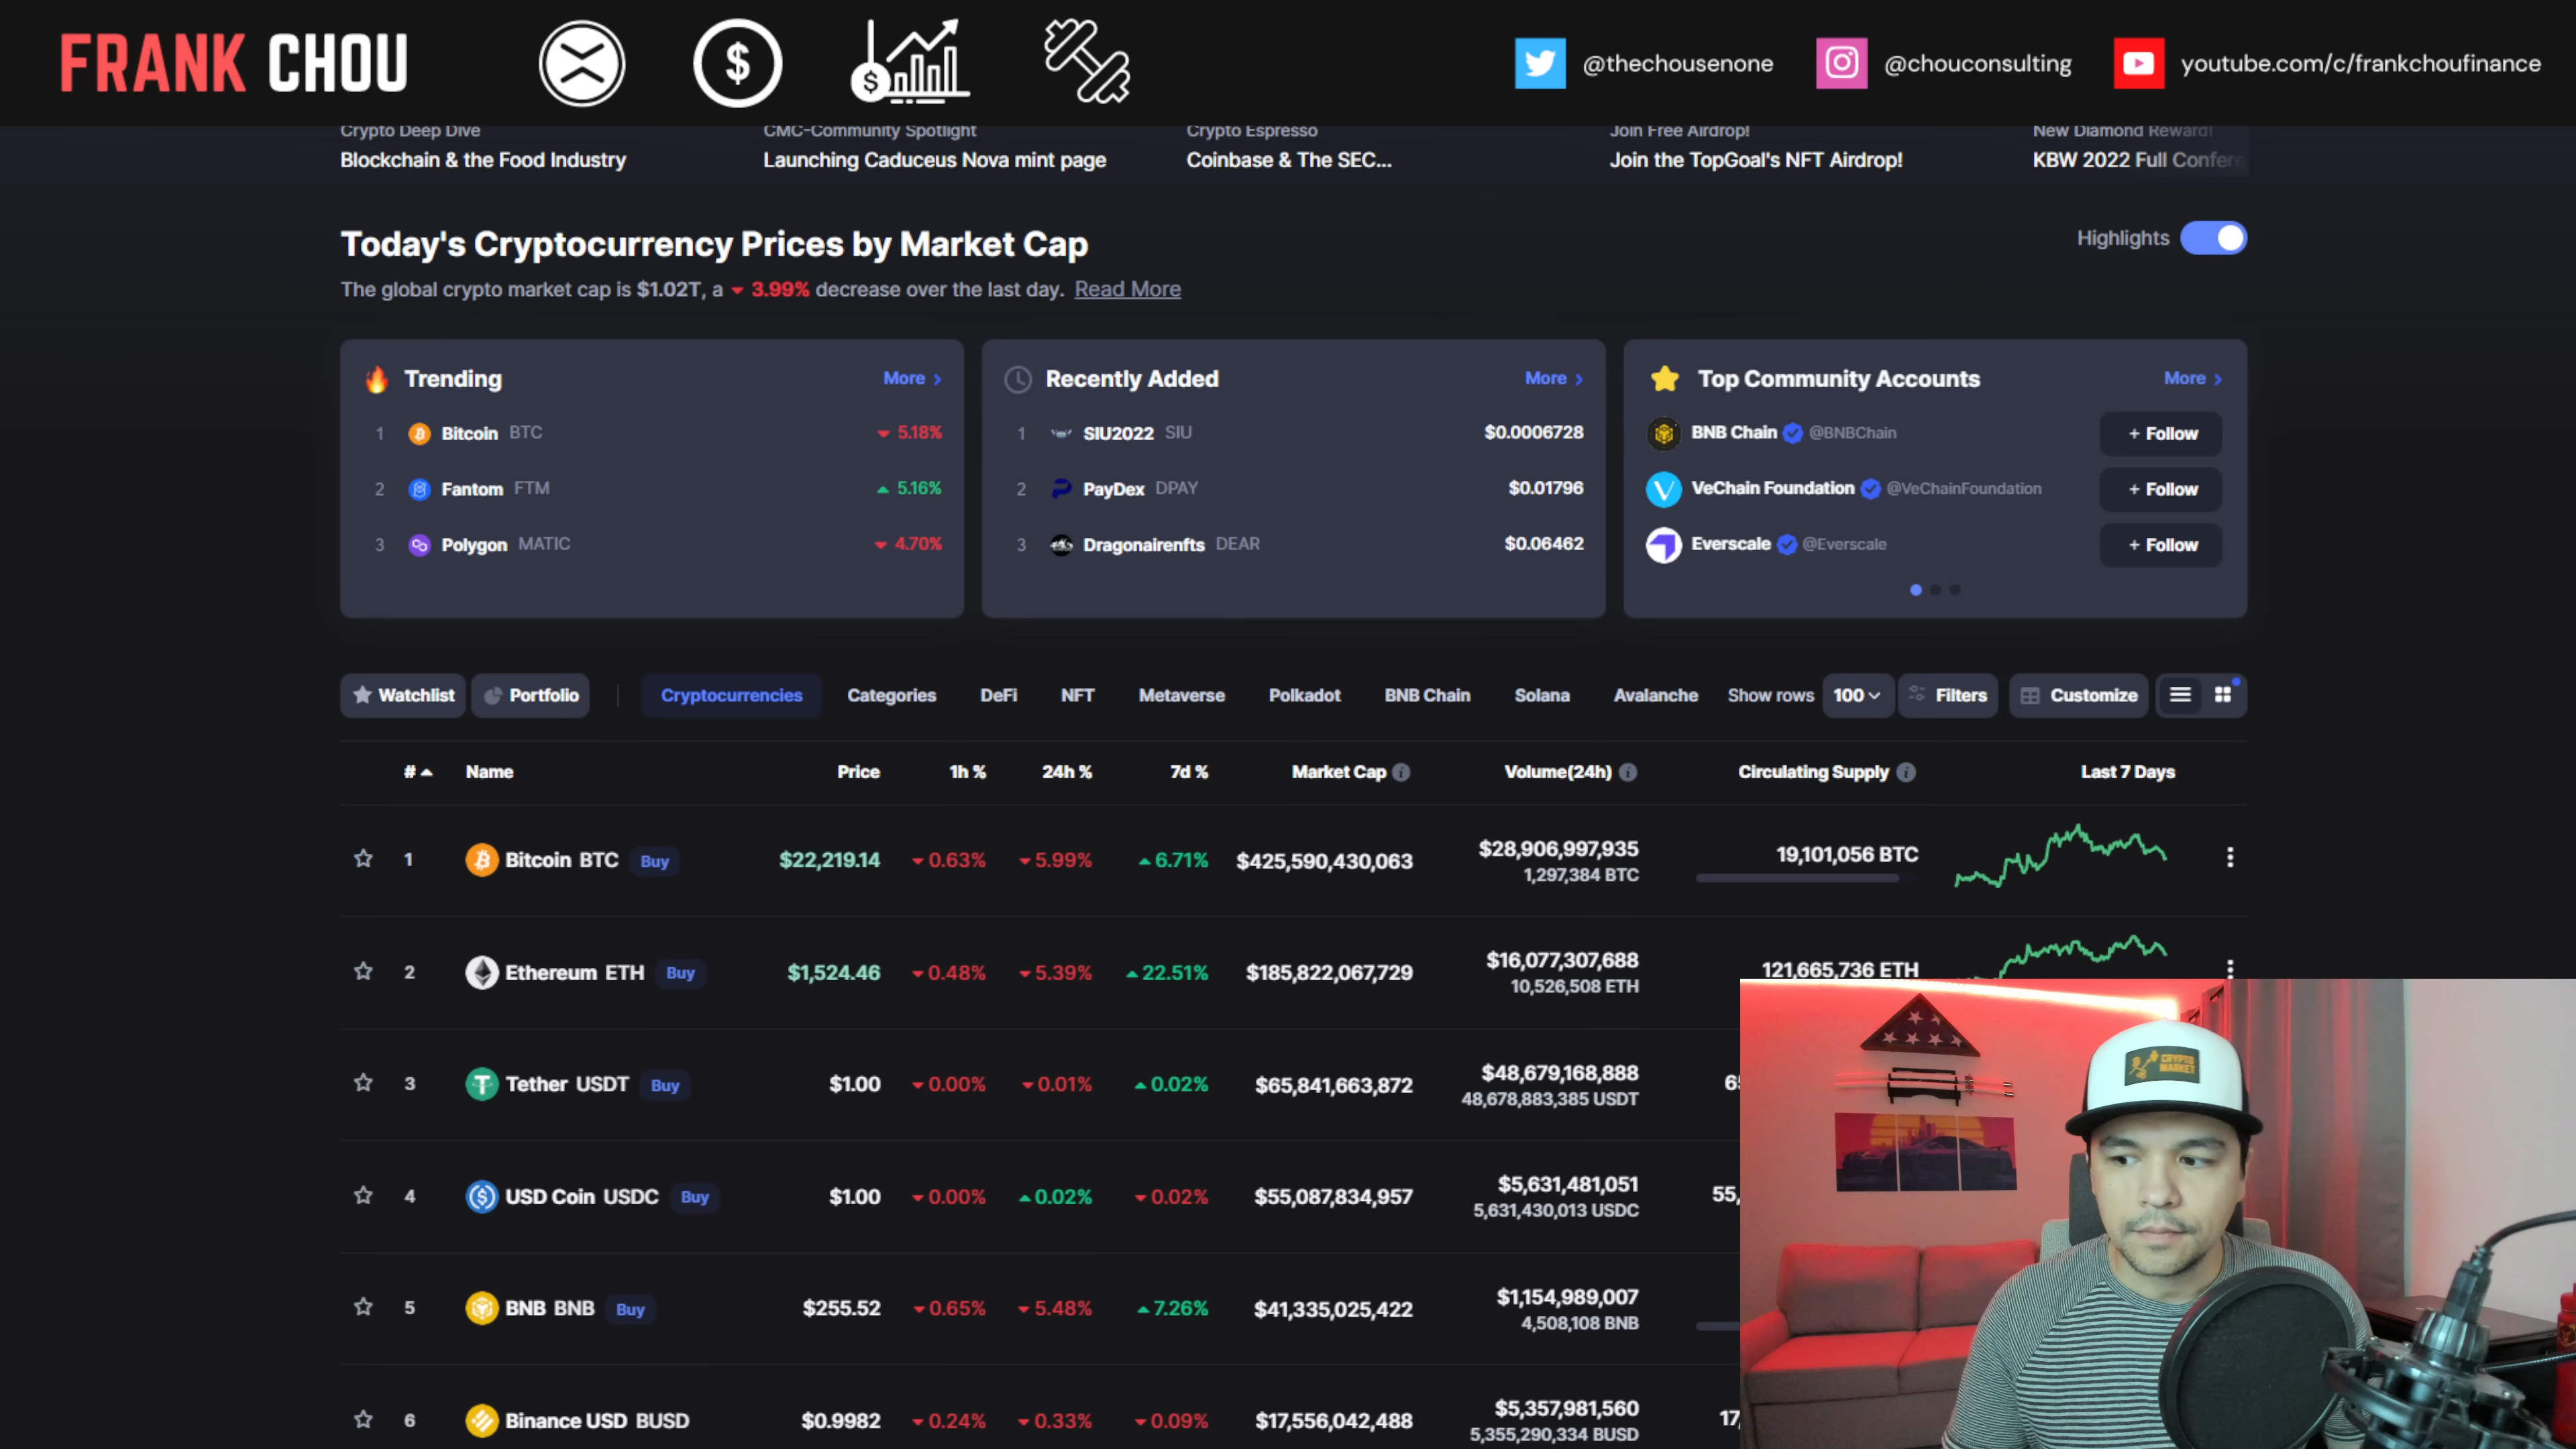 FRANK CHOU
@thechousenone
@chouconsulting
youtube.com/c/frankchoufinance
Crypto Deep Dive
Blockchain & the Food Industry
CMC-Community Spotlight
Launching Caduceus Nova mint page
Crypto Espresso
Coinbase & The SEC...
Join Free Airdrop!
Join the TopGoal's NFT Airdrop!
New Diamond Reward!
KBW 2022 Full Confere
Today's Cryptocurrency Prices by Market Cap
Highlights
The global crypto market cap is $1.02T, a 3.99% decrease over the last day. Read More
Trending More
1 Bitcoin BTC 5.18%
2 Fantom FTM 5.16%
3 Polygon MATIC 4.70%
Recently Added More
1 SIU2022 SIU $0.0006728
2 PayDex DPAY $0.01796
3 Dragonairenfts DEAR $0.06462
Top Community Accounts More
BNB Chain @BNBChain + Follow
VeChain Foundation @VeChainFoundation + Follow
Everscale @Everscale + Follow
Watchlist Portfolio Cryptocurrencies Categories DeFi NFT Metaverse Polkadot BNB Chain Solana Avalanche Show rows 100 Filters Customize
# Name Price 1h % 24h % 7d % Market Cap Volume(24h) Circulating Supply Last 7 Days
1 Bitcoin BTC Buy $22,219.14 0.63% 5.99% 6.71% $425,590,430,063 $28,906,997,935 19,101,056 BTC
1,297,384 BTC
2 Ethereum ETH Buy $1,524.46 0.48% 5.39% 22.51% $185,822,067,729 $16,077,307,688 121,665,736 ETH
10,526,508 ETH
3 Tether USDT Buy $1.00 0.00% 0.01% 0.02% $65,841,663,872 $48,679,168,888
48,678,883,385 USDT
4 USD Coin USDC Buy $1.00 0.00% 0.02% 0.02% $55,087,834,957 $5,631,481,051 55,
5,631,430,013 USDC
5 BNB BNB Buy $255.52 0.65% 5.48% 7.26% $41,335,025,422 $1,154,989,007
4,508,108 BNB
6 Binance USD BUSD $0.9982 0.24% 0.33% 0.09% $17,556,042,488 $5,357,981,560 17,
5,355,290,334 BUSD
CRYPTO
MARKET